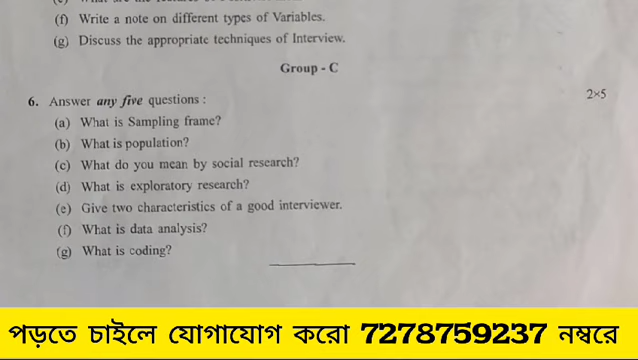 (f) Write a note on different types of Variables.
(g) Discuss the appropriate techniques of Interview.
Group - C
6. Answer any five questions : 2×5
(a) What is Sampling frame?
(b) What is population?
(c) What do you mean by social research?
(d) What is exploratory research?
(e) Give two characteristics of a good interviewer.
(f) What is data analysis?
(g) What is coding?
পড়তে চাইলে যোগাযোগ করো 7278759237 নম্বরে